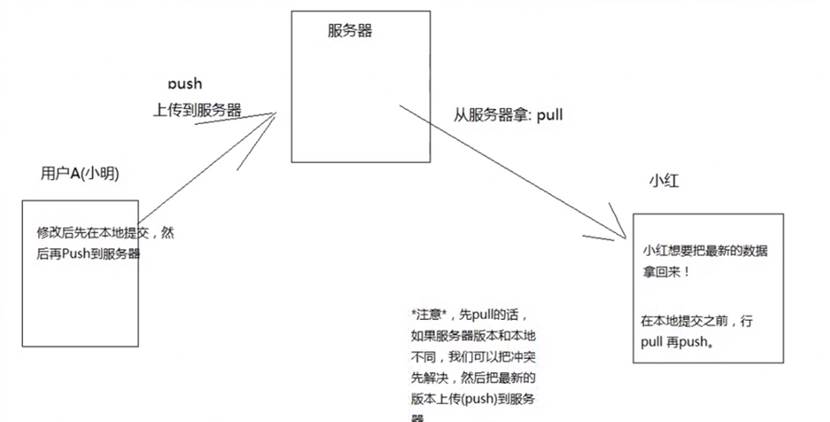 服务器
push
上传到服务器
从服务器拿: pull
用户A(小明)
小红
修改后先在本地提交，然
后再Push到服务器
小红想要把最新的数据
拿回来！
在本地提交之前，行
pull 再push。
*注意*，先pull的话，
如果服务器版本和本地
不同，我们可以把冲突
先解决，然后把最新的
版本上传(push)到服务
器